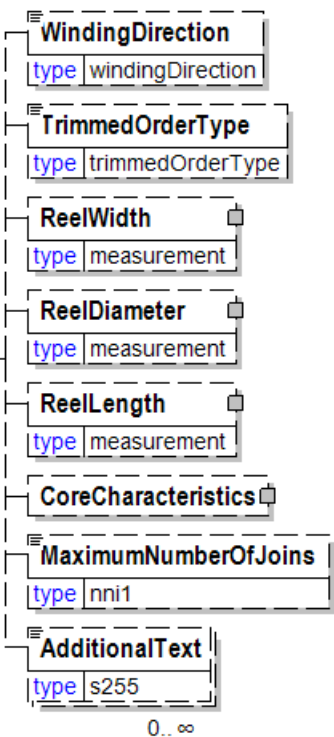 WindingDirection
type windingDirection
TrimmedOrderType
type trimmedOrderType
ReelWidth
type measurement
ReelDiameter
type measurement
ReelLength
type measurement
CoreCharacteristics
MaximumNumberOfJoins
type nni1
AdditionalText
type s255
0.. ∞